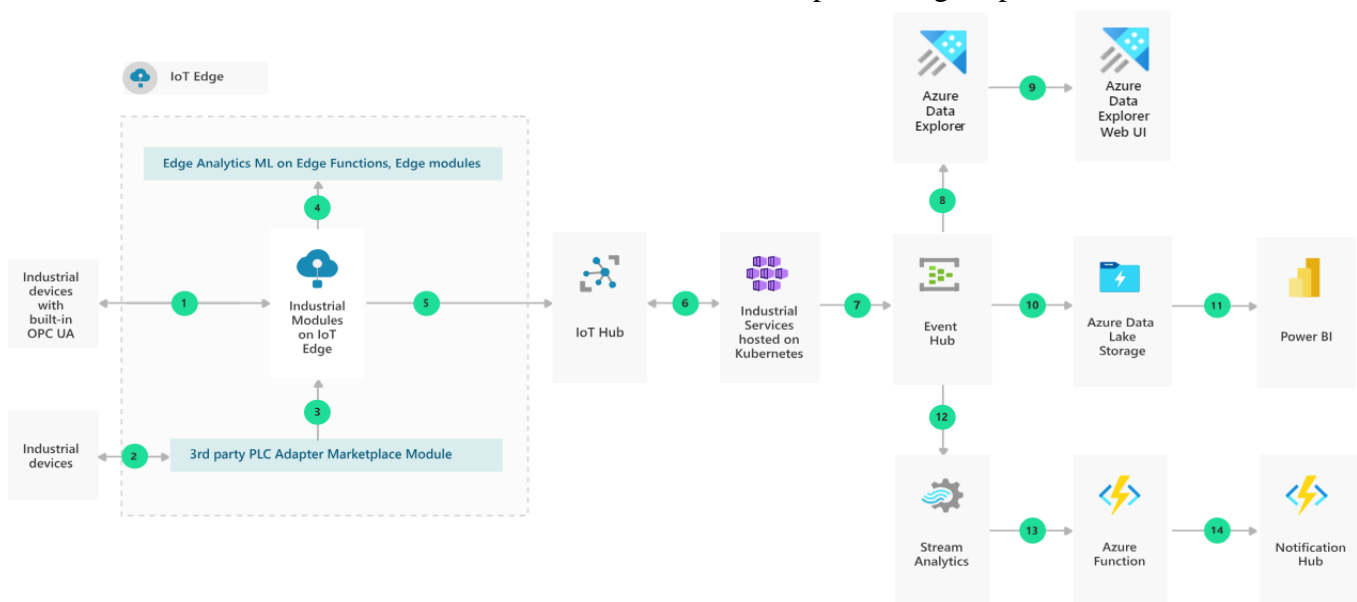 IoT Edge
Edge Analytics ML on Edge Functions, Edge modules
4
Industrial
devices
with
built-in
OPC UA
1
Industrial
Modules
on IoT
Edge
5
IoT Hub
6
Industrial
Services
hosted on
Kubernetes
7
Event
Hub
8
Azure
Data
Explorer
9
Azure
Data
Explorer
Web UI
10
Azure Data
Lake
Storage
11
Power BI
3
Industrial
devices
2
3rd party PLC Adapter Marketplace Module
12
Stream
Analytics
13
Azure
Function
14
Notification
Hub